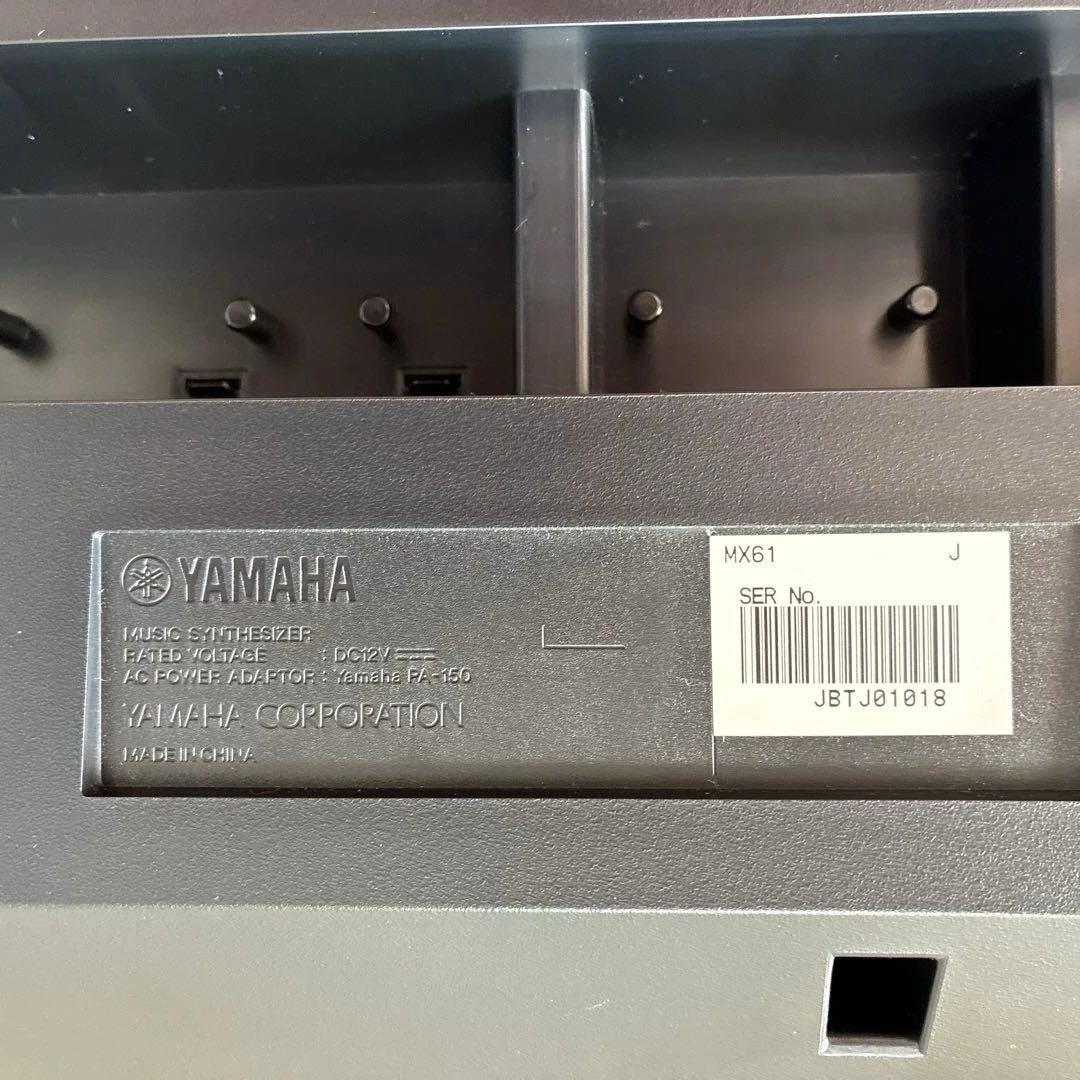 YAMAHA
MUSIC SYNTHESIZER
RATED VOLTAGE : DC12V
AC POWER ADAPTOR : Yamaha PA-150
YAMAHA CORPORATION
MADE IN CHINA
MX61 J
SER No.
JBTJ01018